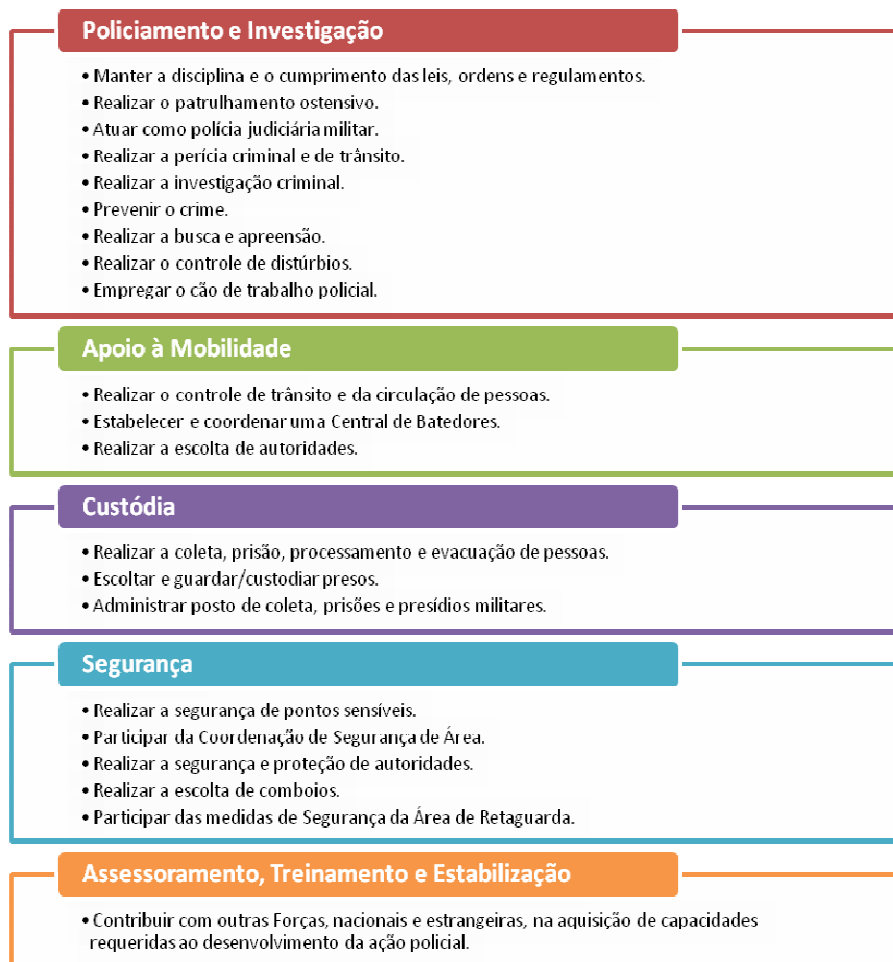 Policiamento e Investigação
• Manter a disciplina e o cumprimento das leis, ordens e regulamentos.
• Realizar o patrulhamento ostensivo.
• Atuar como polícia judiciária militar.
• Realizar a perícia criminal e de trânsito.
• Realizar a investigação criminal.
• Prevenir o crime.
• Realizar a busca e apreensão.
• Realizar o controle de distúrbios.
• Empregar o cão de trabalho policial.
Apoio à Mobilidade
• Realizar o controle de trânsito e da circulação de pessoas.
• Estabelecer e coordenar uma Central de Batedores.
• Realizar a escolta de autoridades.
Custódia
• Realizar a coleta, prisão, processamento e evacuação de pessoas.
• Escoltar e guardar/custodiar presos.
• Administrar posto de coleta, prisões e presídios militares.
Segurança
• Realizar a segurança de pontos sensíveis.
• Participar da Coordenação de Segurança de Área.
• Realizar a segurança e proteção de autoridades.
• Realizar a escolta de comboios.
• Participar das medidas de Segurança da Área de Retaguarda.
Assessoramento, Treinamento e Estabilização
• Contribuir com outras Forças, nacionais e estrangeiras, na aquisição de capacidades
requeridas ao desenvolvimento da ação policial.